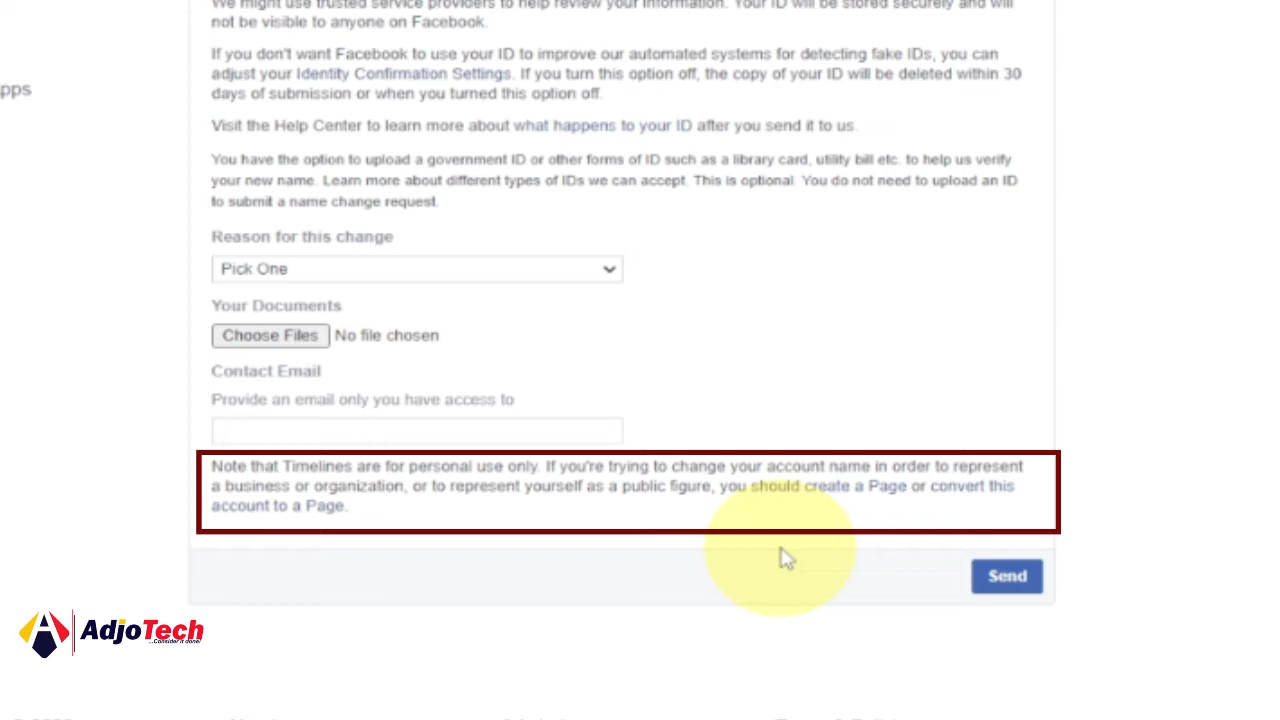 We might use trusted service providers to help review your information. Your ID will be stored securely and will
not be visible to anyone on Facebook.
If you don't want Facebook to use your ID to improve our automated systems for detecting fake IDs, you can
adjust your Identity Confirmation Settings. If you turn this option off, the copy of your ID will be deleted within 30
days of submission or when you turned this option off.
pps
Visit the Help Center to learn more about what happens to your ID after you send it to us.
You have the option to upload a government ID or other forms of ID such as a library card, utility bill etc. to help us verify
your new name. Learn more about different types of IDs we can accept. This is optional. You do not need to upload an ID
to submit a name change request.
Reason for this change
Pick One
Your Documents
Choose Files No file chosen
Contact Email
Provide an email only you have access to
Note that Timelines are for personal use only. If you're trying to change your account name in order to represent
a business or organization, or to represent yourself as a public figure, you should create a Page or convert this
account to a Page.
Send
AdjoTech
...Consider it done!